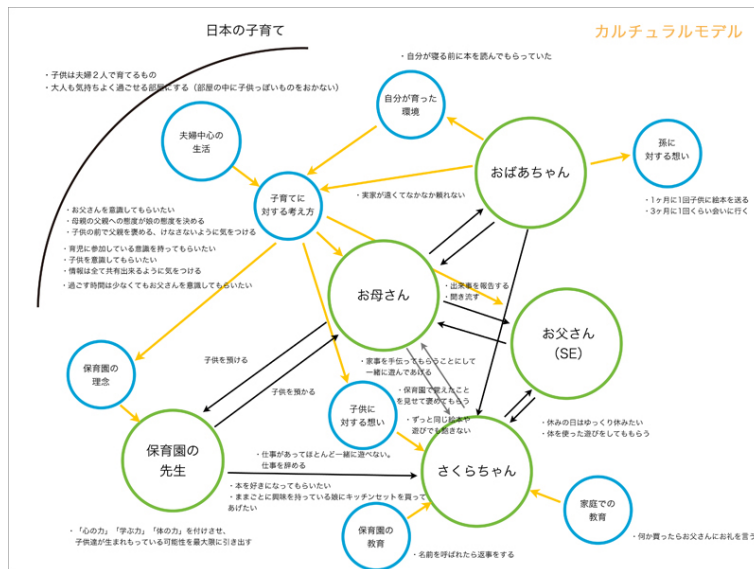 日本の子育て
カルチュラルモデル
・子供は夫婦２人で育てるもの
・大人も気持ちよく過ごせる部屋にする（部屋の中に子供っぽいものをおかない）
・自分が寝る前に本を読んでもらっていた
自分が育った
環境
夫婦中心の
生活
おばあちゃん
孫に
対する想い
子育てに
対する考え方
・実家が遠くてなかなか頼れない
・1ヶ月に1回子供に絵本を送る
・3ヶ月に1回くらい会いに行く
・お父さんを意識してもらいたい
・母親の父親への態度が娘の態度を決める
・子供の前で父親を褒める、けなさないように気をつける
・育児に参加している意識を持ってもらいたい
・子供を意識してもらいたい
・情報は全て共有出来るように気をつける
・過ごす時間は少なくてもお父さんを意識してもらいたい
お母さん
・出来事を報告する
・聞き流す
お父さん
（SE）
保育園の
理念
子供を預ける
子供を預かる
・家事を手伝ってもらうことにして
一緒に遊んであげる
・保育園で覚えたこと
を見せて褒めてもらう
・ずっと同じ絵本や
遊びでも飽きない
子供に
対する想い
・休みの日はゆっくり休みたい
・体を使った遊びをしてももらう
保育園の
先生
・仕事があってほとんど一緒に遊べない。
仕事を辞める
さくらちゃん
・本を好きになってもらいたい
・ままごとに興味を持っている娘にキッチンセットを買って
あげたい
家庭での
教育
・「心の力」「学ぶ力」「体の力」を付けさせ、
子供達が生まれもっている可能性を最大限に引き出す
保育園の
教育
・名前を呼ばれたら返事をする
・何か買ったらお父さんにお礼を言う